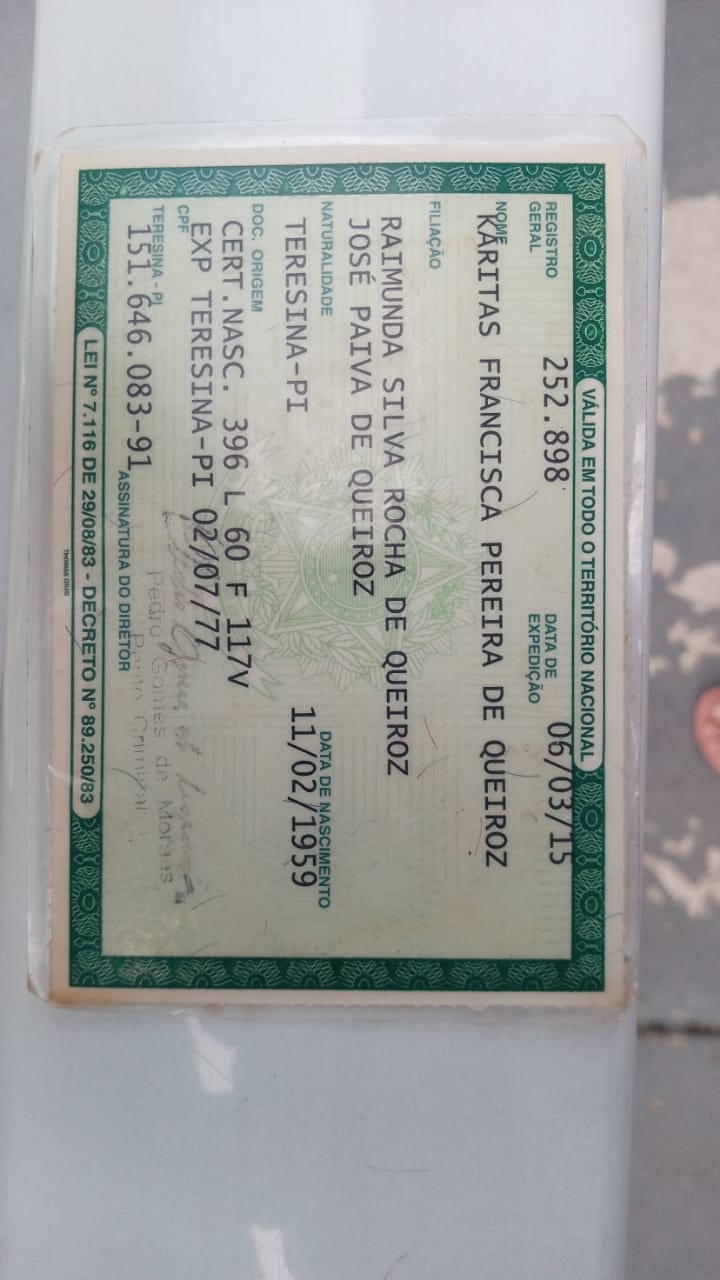 VÁLIDA EM TODO O TERRITÓRIO NACIONAL
REGISTRO GERAL 252.898 DATA DE EXPEDIÇÃO 06/03/15
NOME
KÁRITAS FRANCISCA PEREIRA DE QUEIROZ
FILIAÇÃO
RAIMUNDA SILVA ROCHA DE QUEIROZ
JOSÉ PAIVA DE QUEIROZ
NATURALIDADE DATA DE NASCIMENTO
TERESINA-PI 11/02/1959
DOC. ORIGEM
CERT.NASC. 396 L 60 F 117V
EXP TERESINA-PI 02/07/77
CPF
151.646.083-91
TERESINA - PI
Pedro Gomes de Moraes
Perito Criminal
ASSINATURA DO DIRETOR
LEI Nº 7.116 DE 29/08/83 - DECRETO Nº 89.250/83